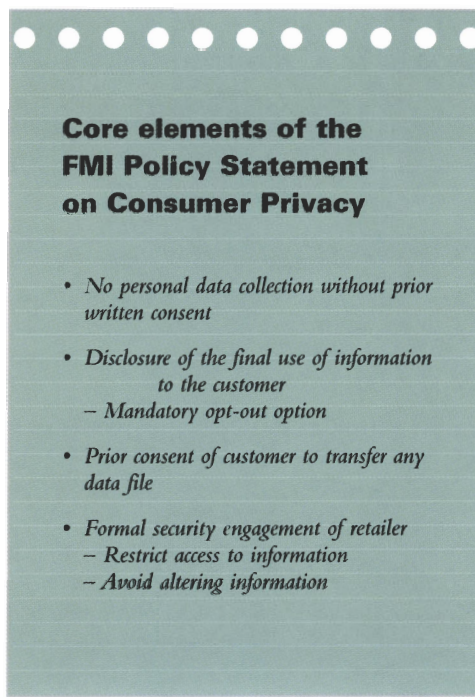 Core elements of the
FMI Policy Statement
on Consumer Privacy
• No personal data collection without prior
written consent
• Disclosure of the final use of information
to the customer
– Mandatory opt-out option
• Prior consent of customer to transfer any
data file
• Formal security engagement of retailer
– Restrict access to information
– Avoid altering information